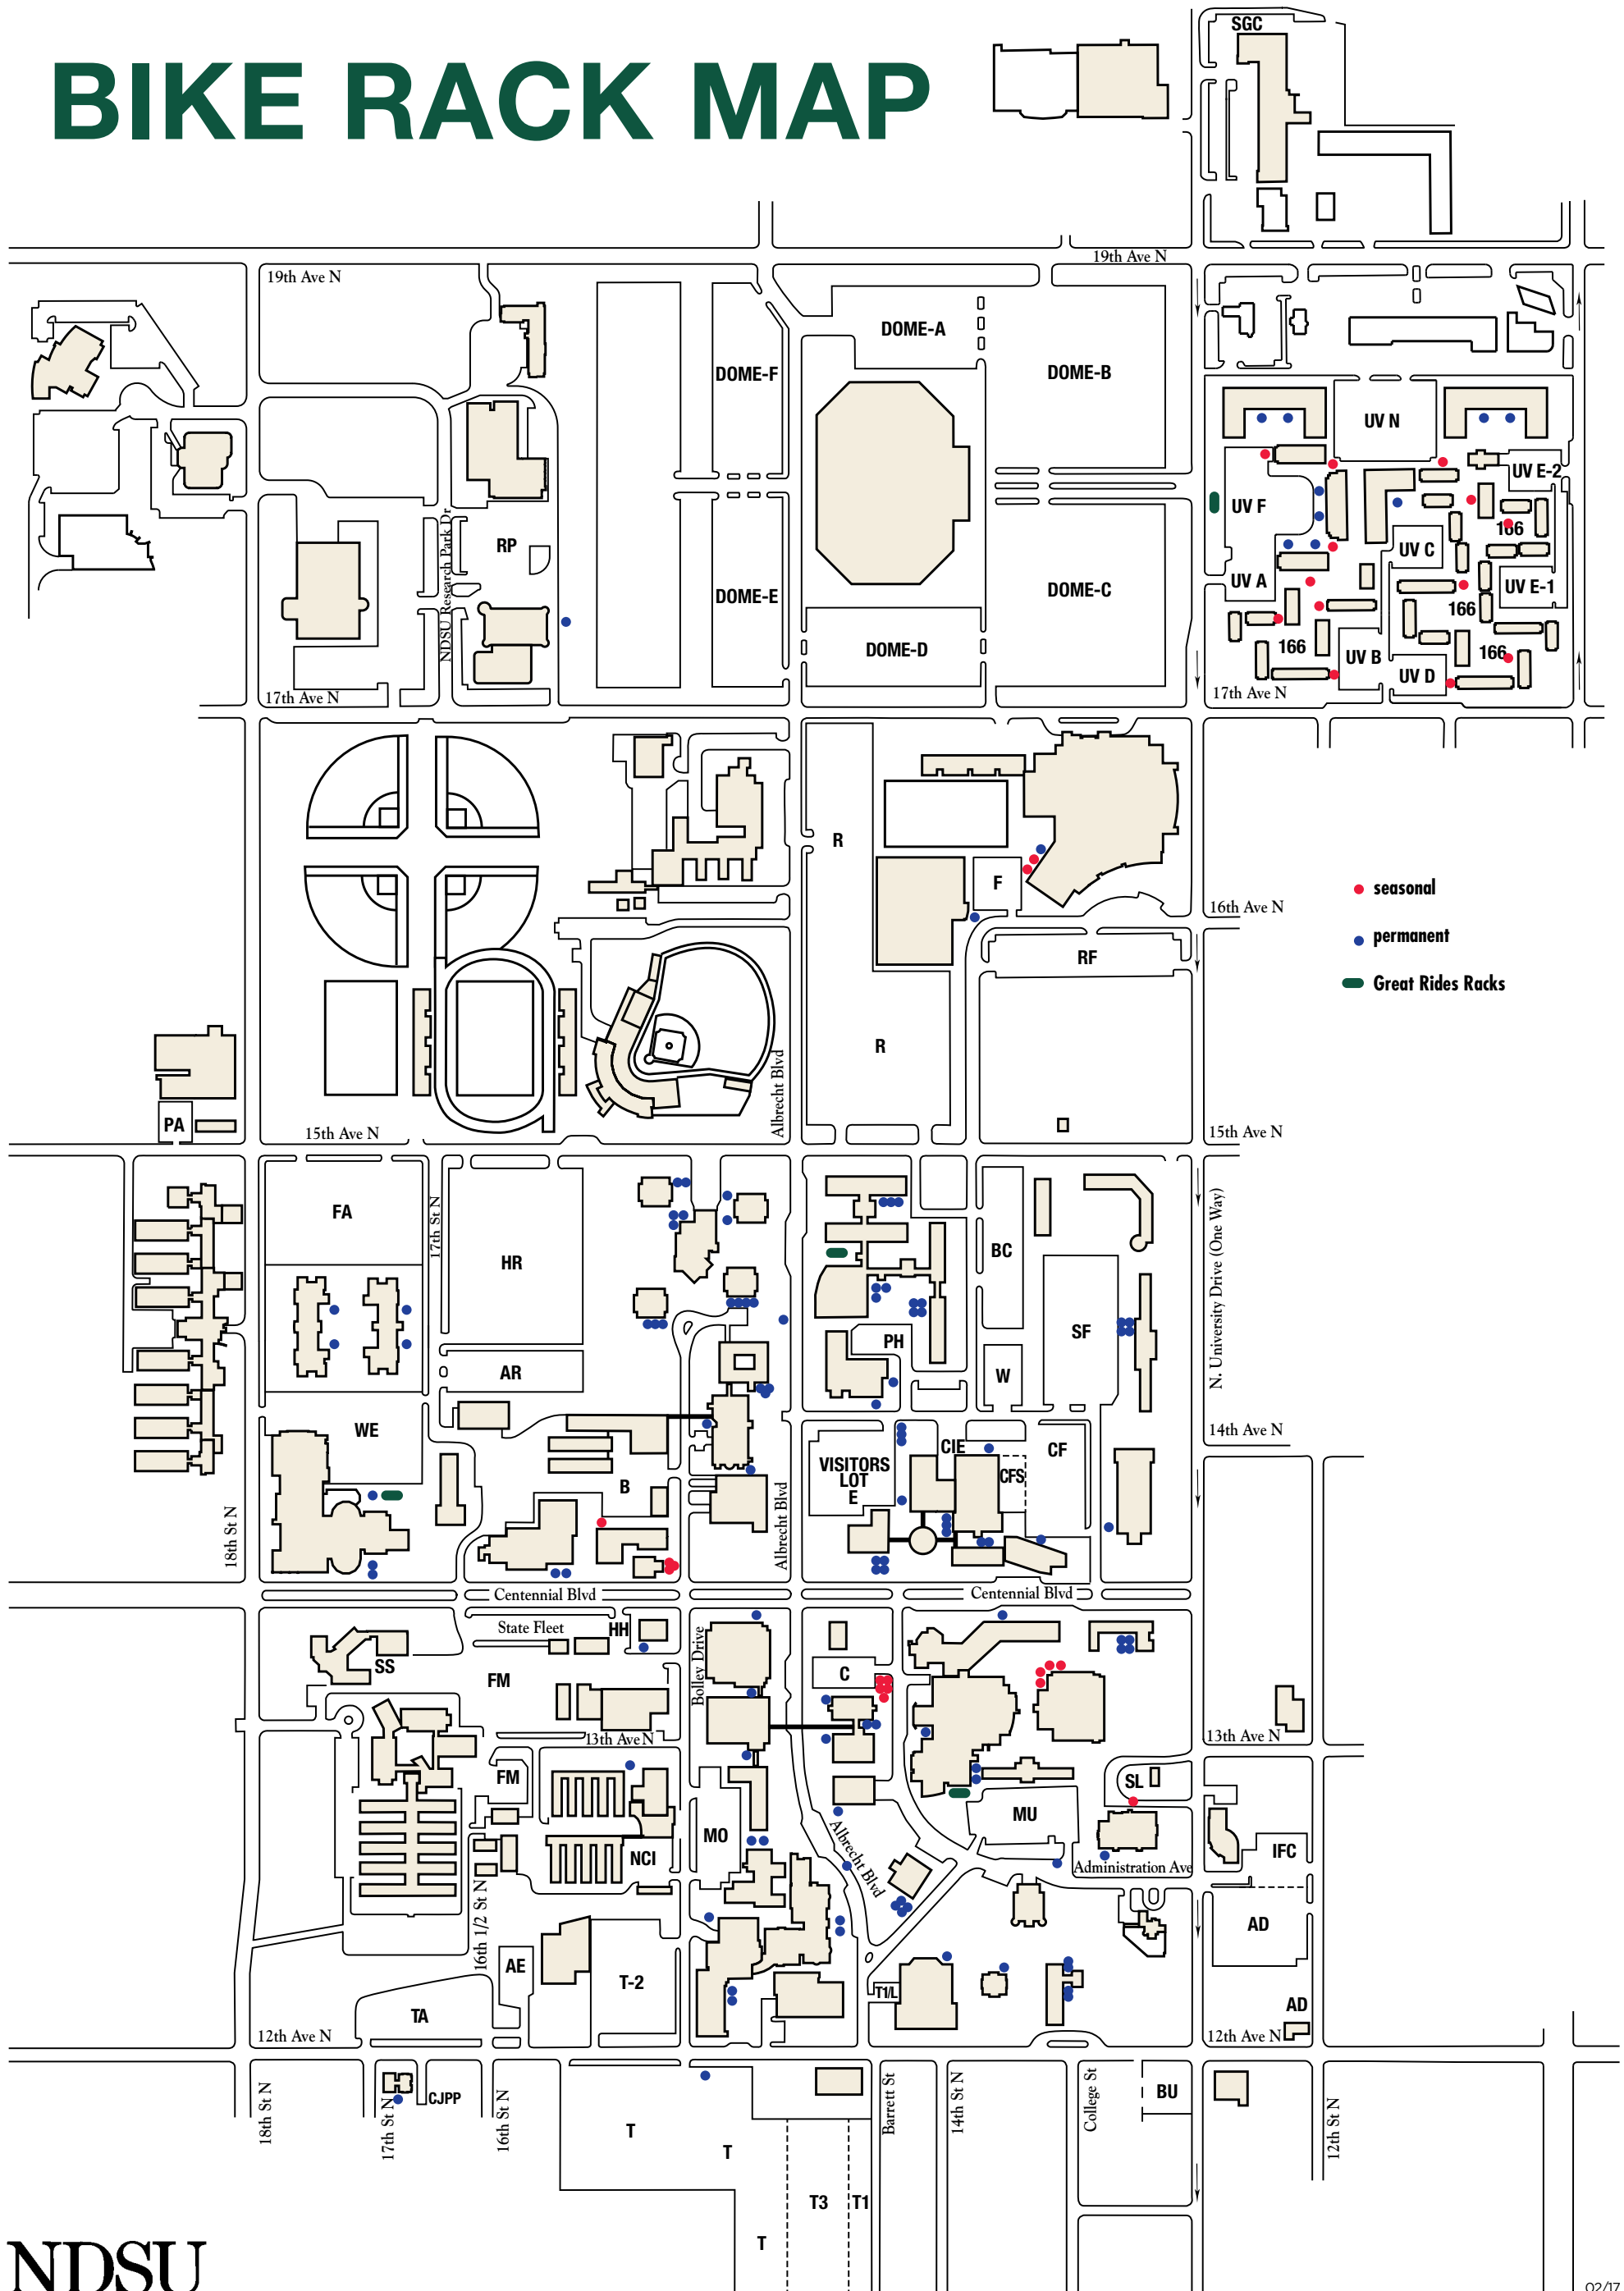 BIKE RACK MAP
SGC
19th Ave N
19th Ave N
DOME-A
DOME-F
DOME-B
UV N
UV E-2
UV F
166
RP
UV C
UV A
UV E-1
DOME-E
DOME-C
166
NDSU Research Park Dr
166
166
DOME-D
UV B
UV D
17th Ave N
17th Ave N
R
F
seasonal
16th Ave N
permanent
RF
Great Rides Racks
R
Albrecht Blvd
PA
15th Ave N
15th Ave N
FA
17th St N
HR
BC
N. University Drive (One Way)
SF
PH
AR
W
WE
14th Ave N
CIE
CF
VISITORS
LOT
E
CFS
B
18th St N
Albrecht Blvd
Centennial Blvd
Centennial Blvd
State Fleet
HH
Bolley Drive
SS
C
FM
13th Ave N
13th Ave N
FM
SL
MU
MO
Albrecht Blvd
NCI
IFC
Administration Ave
16th 1/2 St N
AD
AE
T-2
T1/L
TA
AD
12th Ave N
12th Ave N
CJPP
BU
18th St N
17th St N
16th St N
Barrett St
14th St N
College St
12th St N
T
T
T3
T1
T
NDSU
02/17